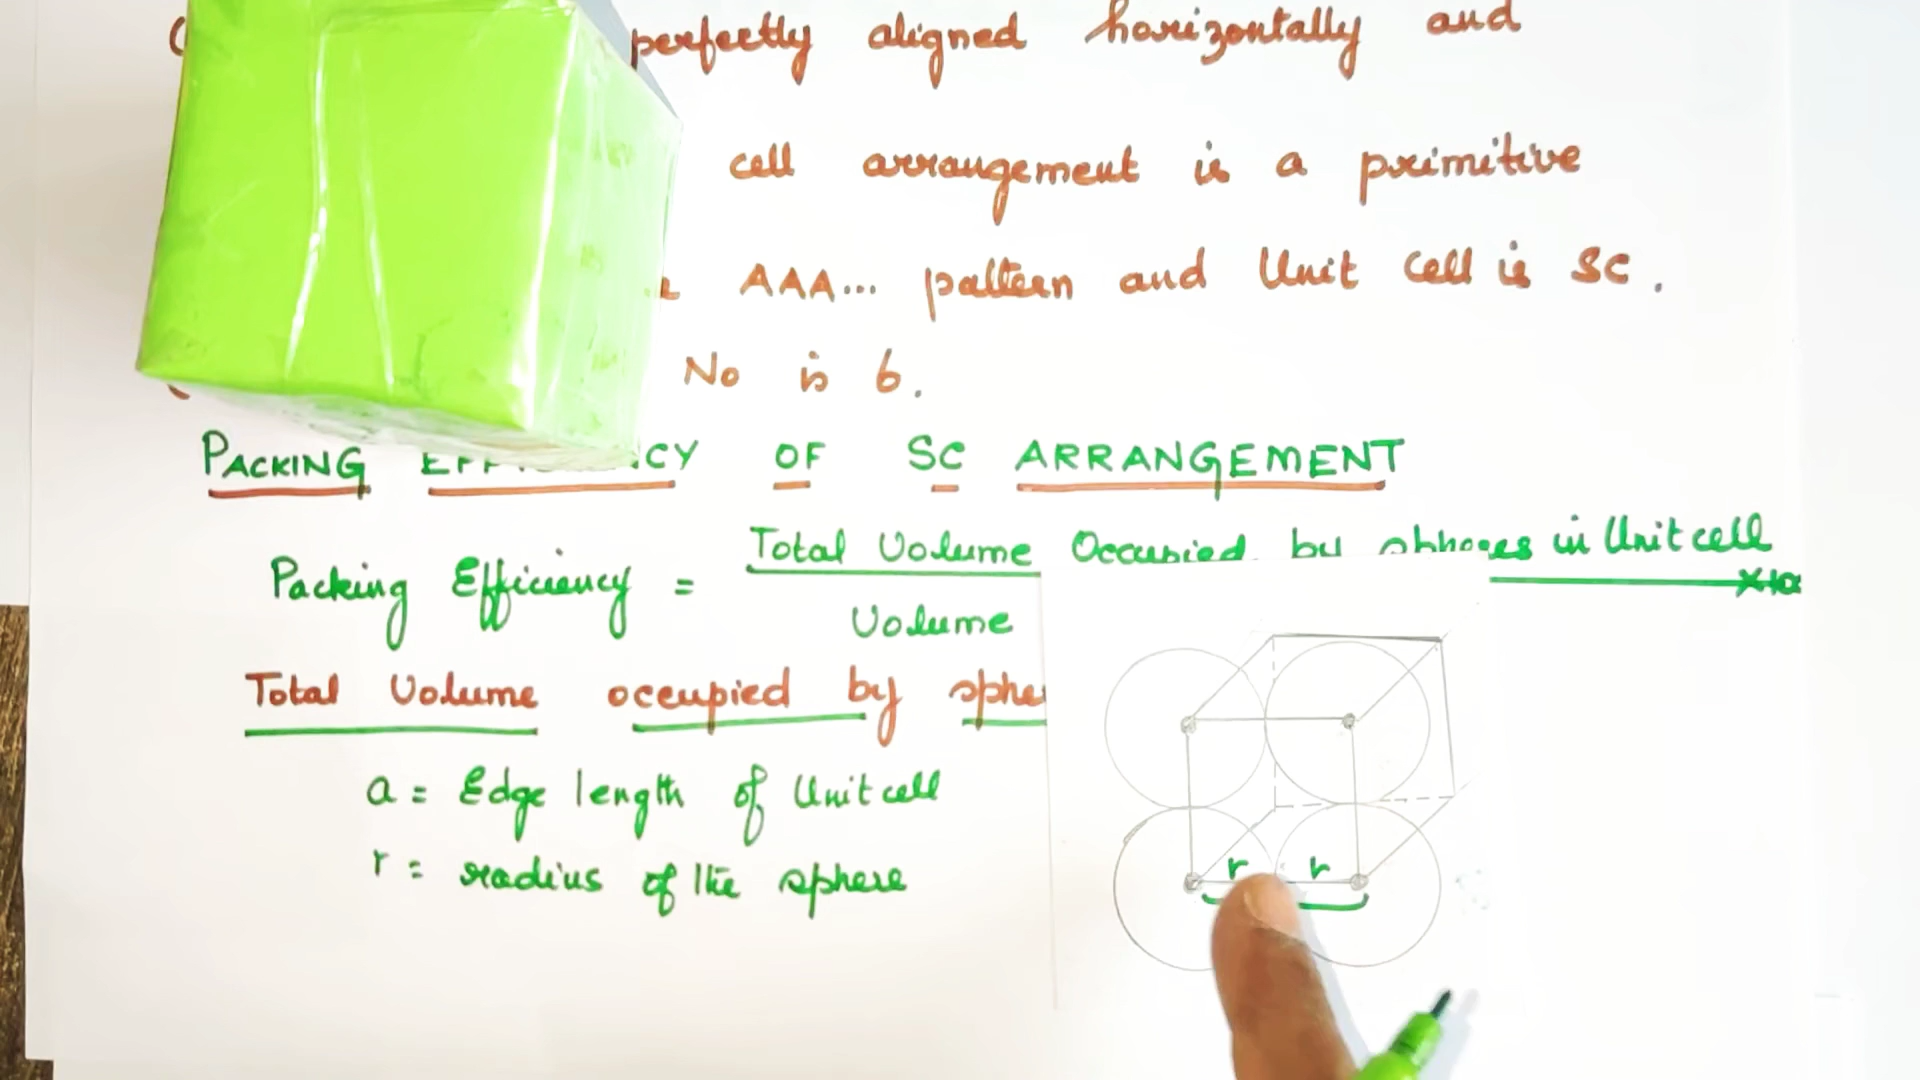 perfectly aligned horizontally and
cell arrangement is a primitive
AAA... pattern and Unit cell is SC.
No is 6.
PACKING OF SC ARRANGEMENT
Packing Efficiency = Total Volume Occupied by spheres in Unit cell
Volume
Total Volume occupied by
a = Edge length of Unit cell
r = radius of the sphere
r r